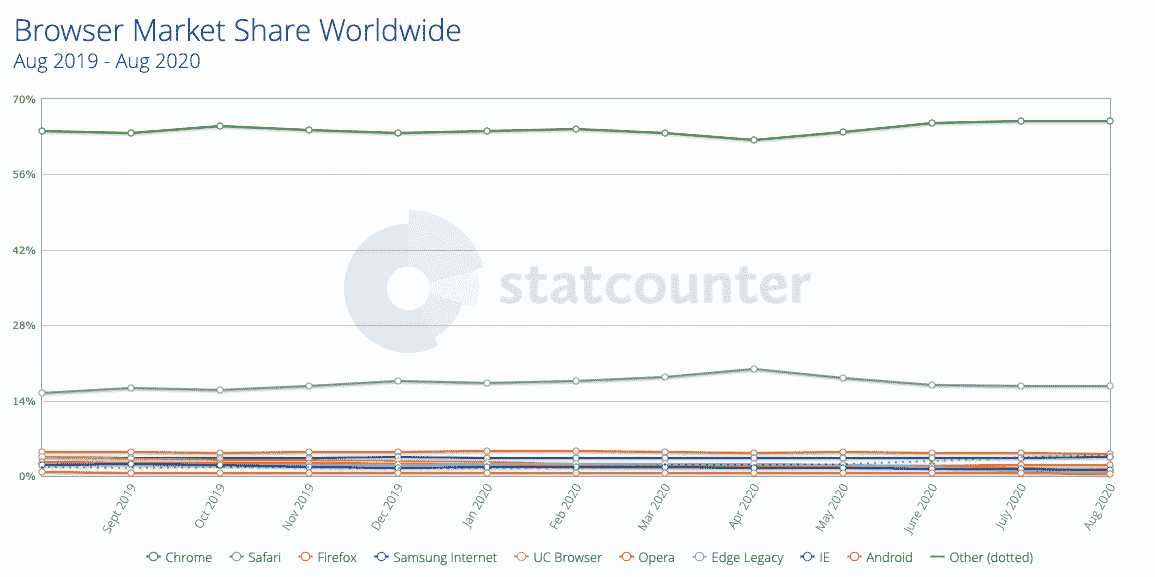 Browser Market Share Worldwide
Aug 2019 - Aug 2020
70%
56%
42%
28%
14%
0%
statcounter
Sept 2019
Oct 2019
Nov 2019
Dec 2019
Jan 2020
Feb 2020
Mar 2020
Apr 2020
May 2020
June 2020
July 2020
Aug 2020
Chrome Safari Firefox Samsung Internet UC Browser Opera Edge Legacy IE Android Other (dotted)